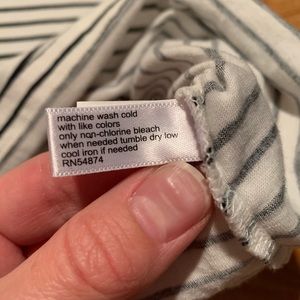 machine wash cold
with like colors
only non-chlorine bleach
when needed tumble dry low
cool iron if needed
RN54874